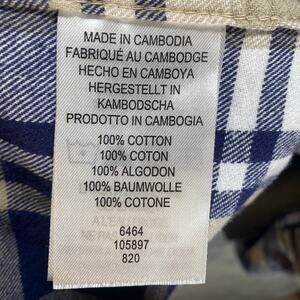 MADE IN CAMBODIA
FABRIQUÉ AU CAMBODGE
HECHO EN CAMBOYA
HERGESTELLT IN
KAMBODSCHA
PRODOTTO IN CAMBOGIA
100% COTTON
100% COTON
100% ALGODON
100% BAUMWOLLE
100% COTONE
6464
105897
820